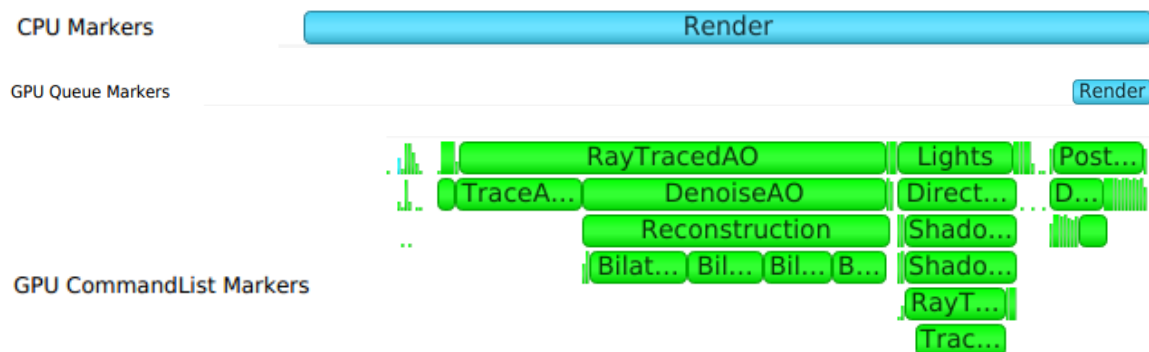 CPU Markers Render
GPU Queue Markers Render
RayTracedAO Lights Post...
TraceA... DenoiseAO Direct... D...
Reconstruction Shado...
GPU CommandList Markers Bilat... Bil... Bil... B... Shado...
RayT...
Trac...